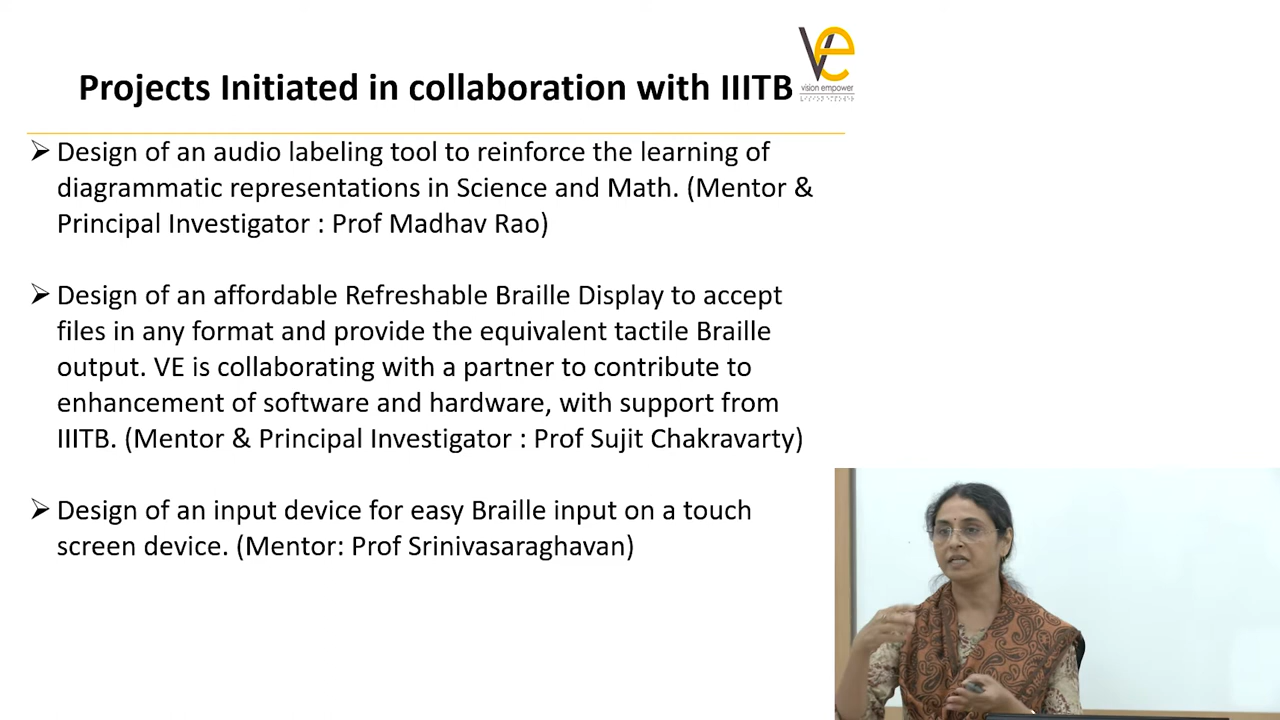 Projects Initiated in collaboration with IIITB
Ve
vision empower
Design of an audio labeling tool to reinforce the learning of
diagrammatic representations in Science and Math. (Mentor &
Principal Investigator : Prof Madhav Rao)
Design of an affordable Refreshable Braille Display to accept
files in any format and provide the equivalent tactile Braille
output. VE is collaborating with a partner to contribute to
enhancement of software and hardware, with support from
IIITB. (Mentor & Principal Investigator : Prof Sujit Chakravarty)
Design of an input device for easy Braille input on a touch
screen device. (Mentor: Prof Srinivasaraghavan)